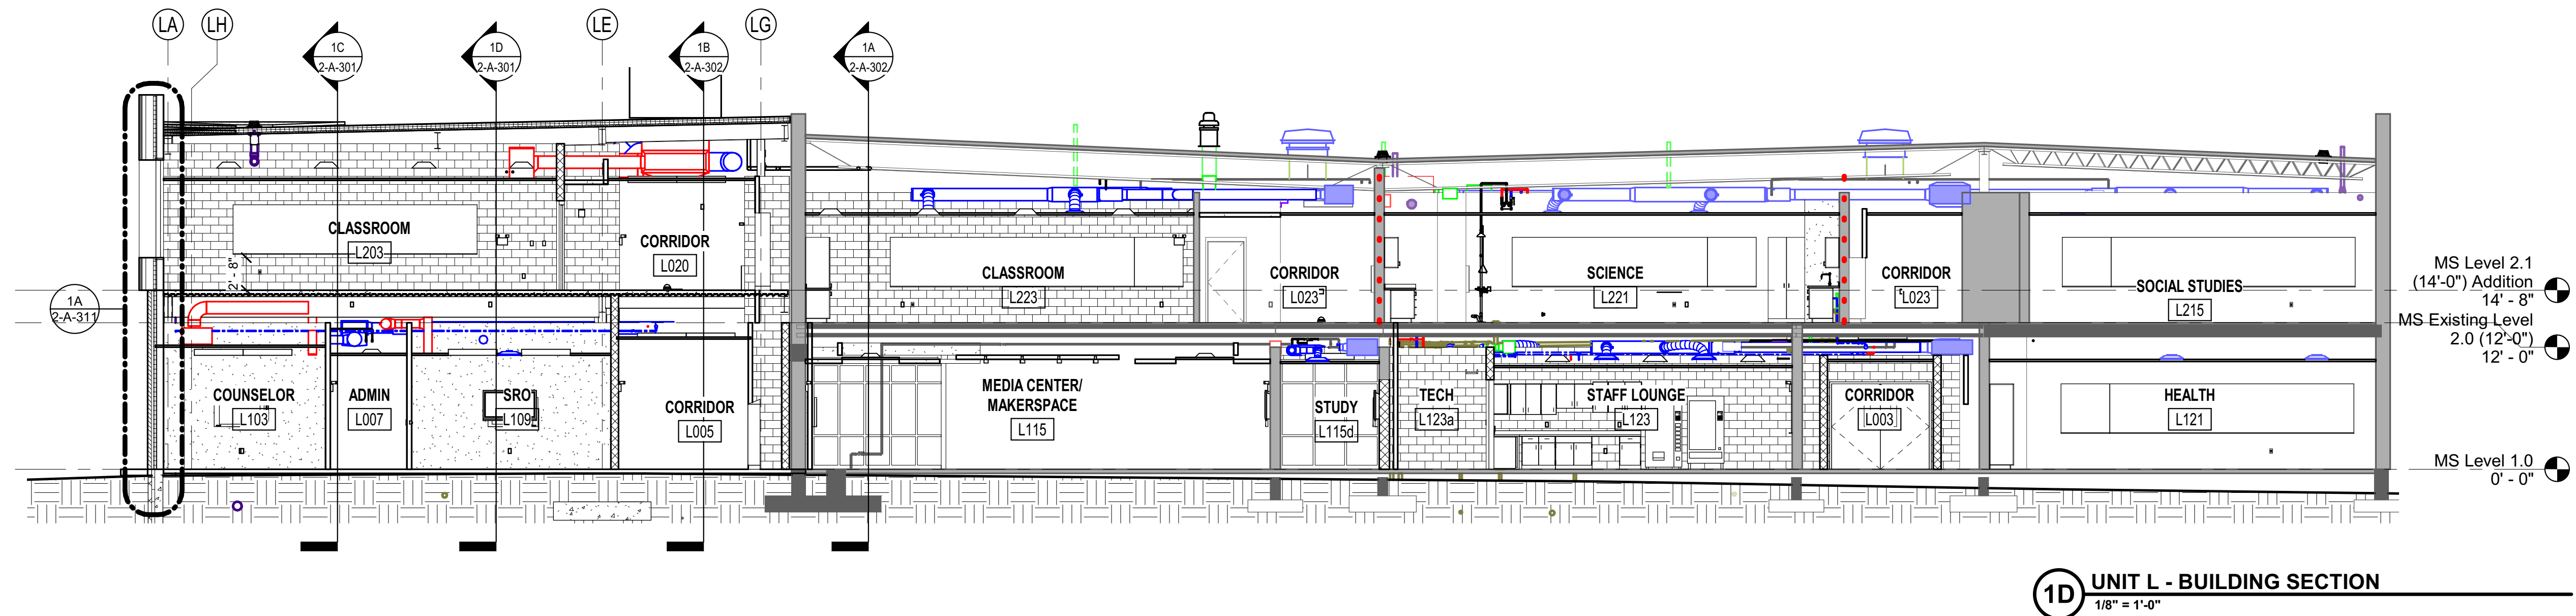 LA
LH
LE
LG
1C
2-A-301
1D
2-A-301
1B
2-A-302
1A
2-A-302
CLASSROOM
L203
2' - 8"
CORRIDOR
L020
CLASSROOM
L223
CORRIDOR
L023
SCIENCE
L221
CORRIDOR
L023
SOCIAL STUDIES
L215
MS Level 2.1
(14'-0") Addition
14' - 8"
1A
2-A-311
MS Existing Level
2.0 (12'-0")
12' - 0"
COUNSELOR
L103
ADMIN
L007
SRO
L109
CORRIDOR
L005
MEDIA CENTER/
MAKERSPACE
L115
STUDY
L115d
TECH
L123a
STAFF LOUNGE
L123
CORRIDOR
L003
HEALTH
L121
MS Level 1.0
0' - 0"
1D
UNIT L - BUILDING SECTION
1/8" = 1'-0"